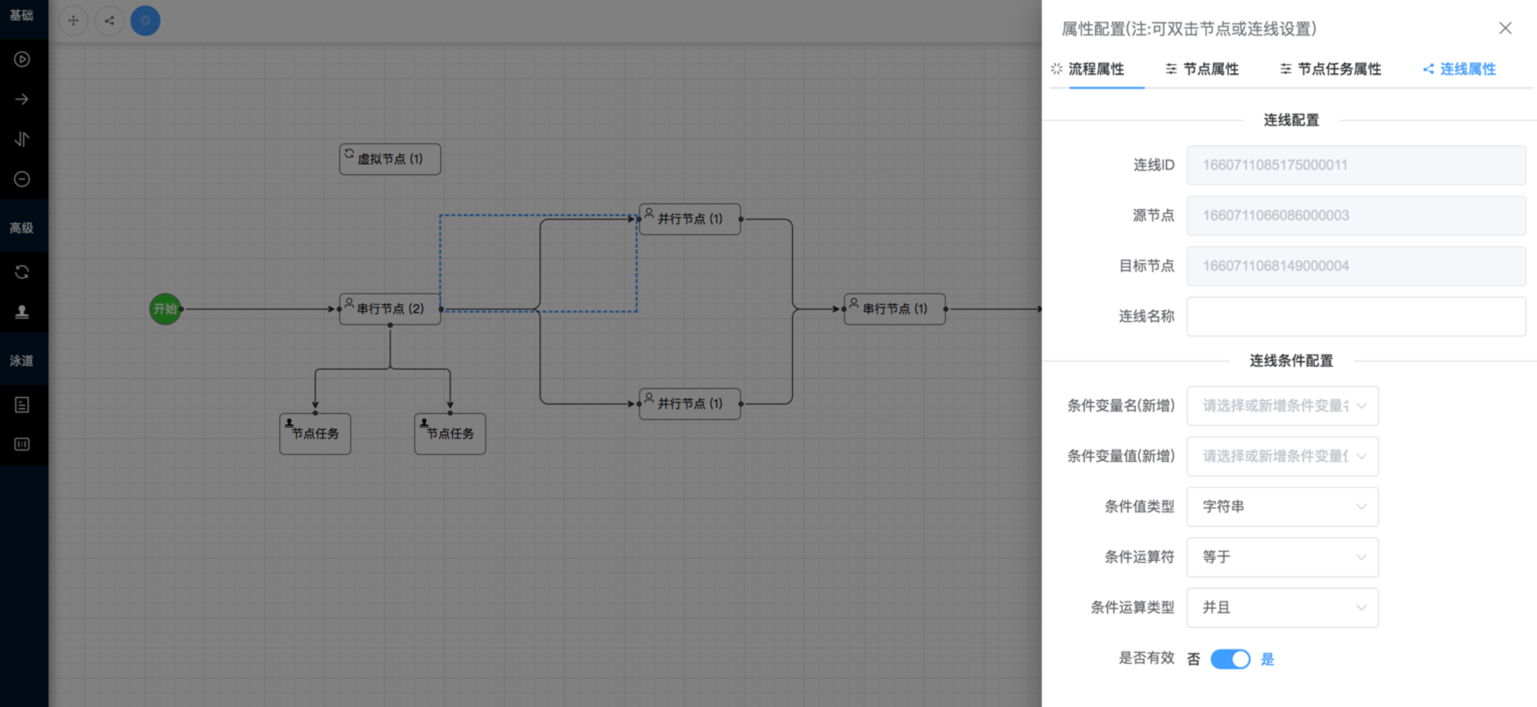 基础
高级
泳道
虚拟节点 (1)
并行节点 (1)
开始
串行节点 (2)
串行节点 (1)
并行节点 (1)
节点任务
节点任务
属性配置(注:可双击节点或连线设置)
流程属性
节点属性
节点任务属性
连线属性
连线配置
连线ID
1660711085175000011
源节点
1660711066086000003
目标节点
1660711068149000004
连线名称
连线条件配置
条件变量名(新增)
请选择或新增条件变量
条件变量值(新增)
请选择或新增条件变量
条件值类型
字符串
条件运算符
等于
条件运算类型
并且
是否有效
否
是